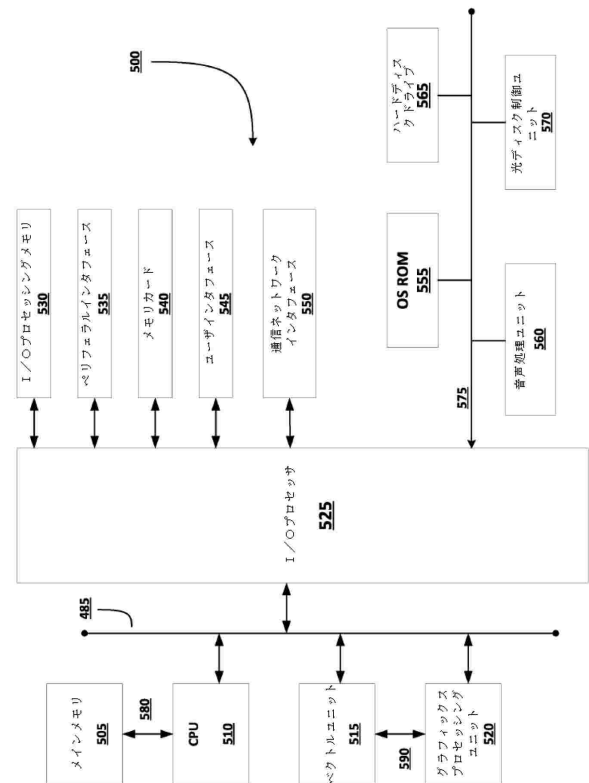 グラフィックス
プロセッシング
ユニット
520
590
ベクトルユニット
515
CPU
510
580
メインメモリ
505
485
I/Oプロセッサ
525
I/Oプロセッシングメモリ
530
ペリフェラルインタフェース
535
メモリカード
540
ユーザインタフェース
545
通信ネットワーク
インタフェース
550
500
575
OS ROM
555
ハードディス
クドライブ
565
音声処理ユニット
560
光ディスク制御ユ
ニット
570